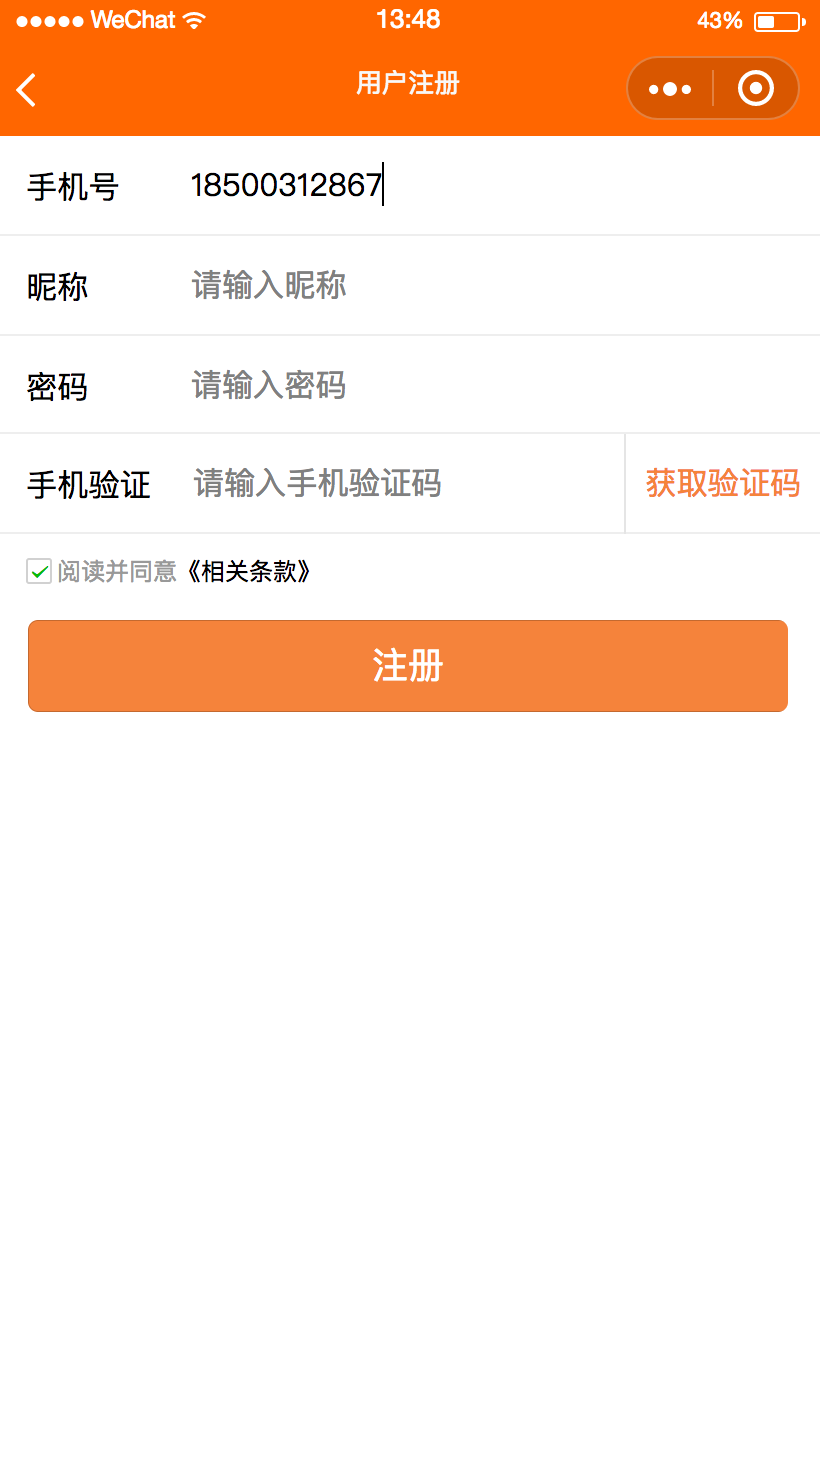 WeChat 13:48 43%
用户注册
手机号 18500312867
昵称 请输入昵称
密码 请输入密码
手机验证 请输入手机验证码 获取验证码
阅读并同意《相关条款》
注册